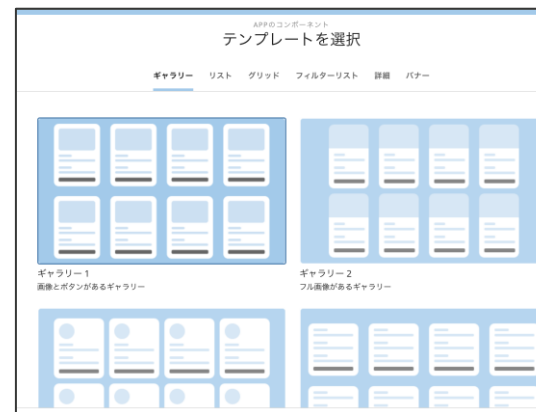 APPのコンポーネント
テンプレートを選択
ギャラリー リスト グリッド フィルターリスト 詳細 バナー
ギャラリー 1
画像とボタンがあるギャラリー
ギャラリー 2
フル画像があるギャラリー